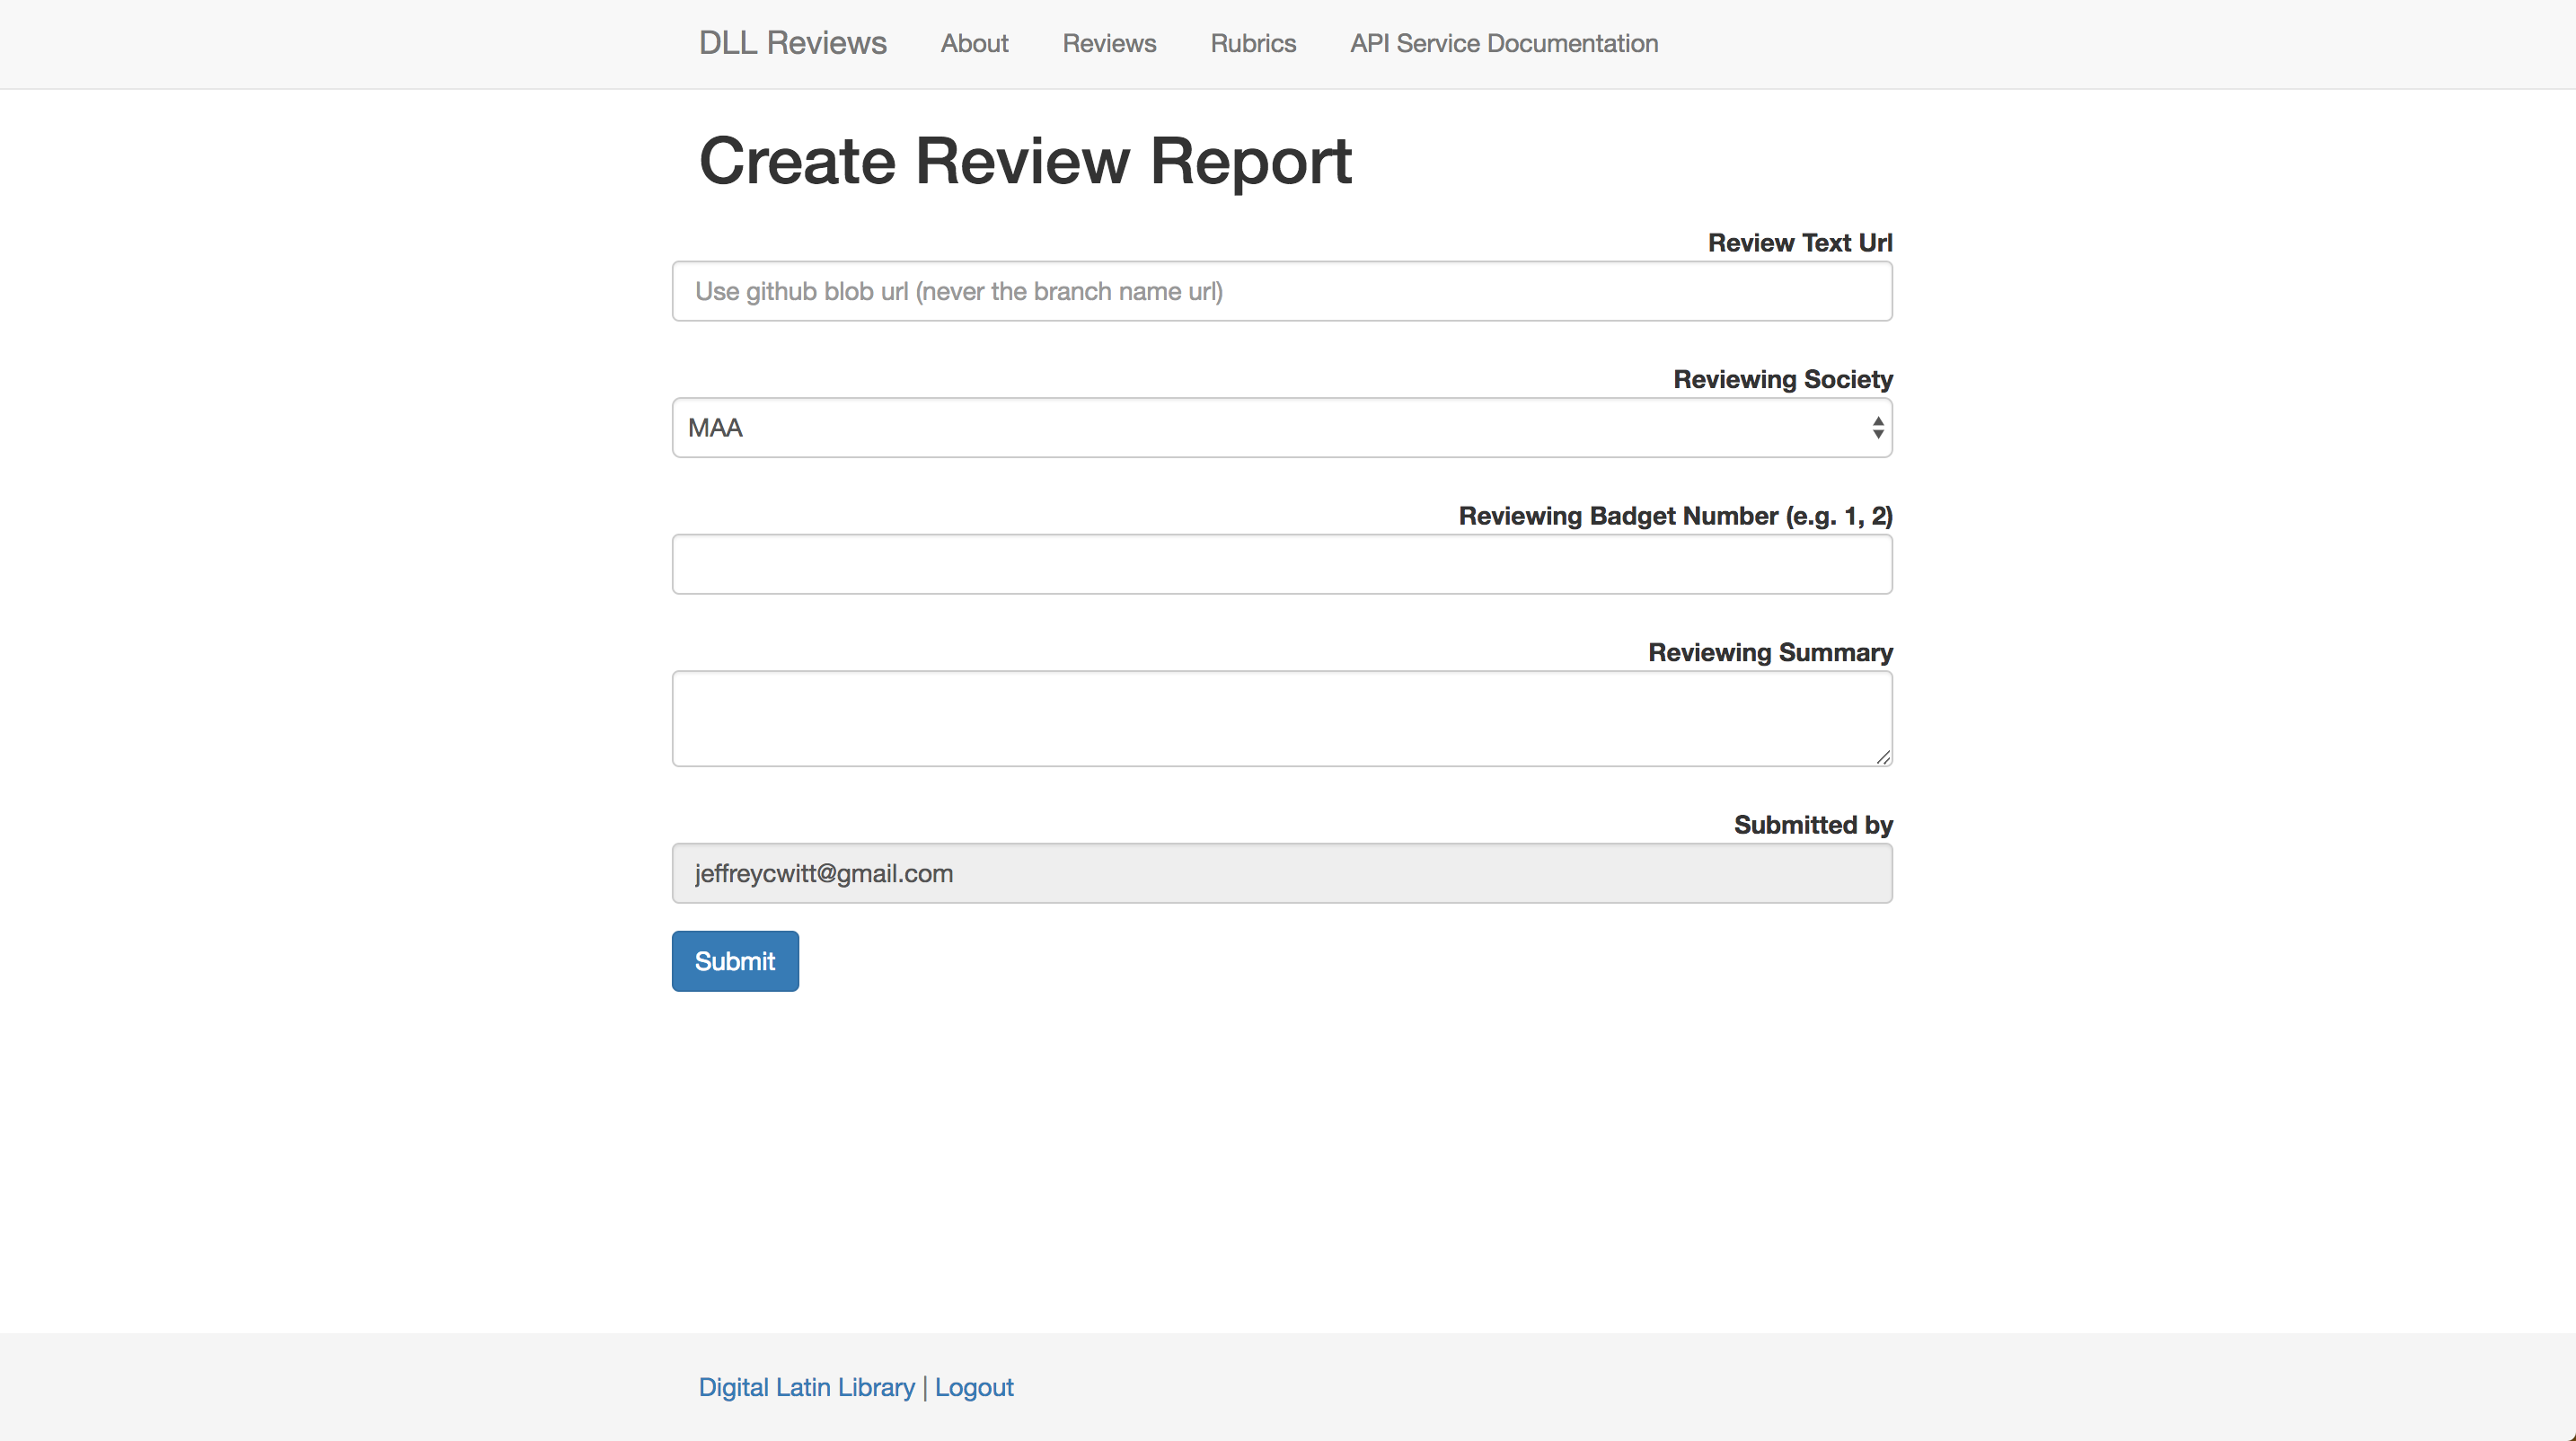 DLL Reviews About Reviews Rubrics API Service Documentation
Create Review Report
Review Text Url
Use github blob url (never the branch name url)
Reviewing Society
MAA
Reviewing Badget Number (e.g. 1, 2)
Reviewing Summary
Submitted by
jeffreycwitt@gmail.com
Submit
Digital Latin Library | Logout